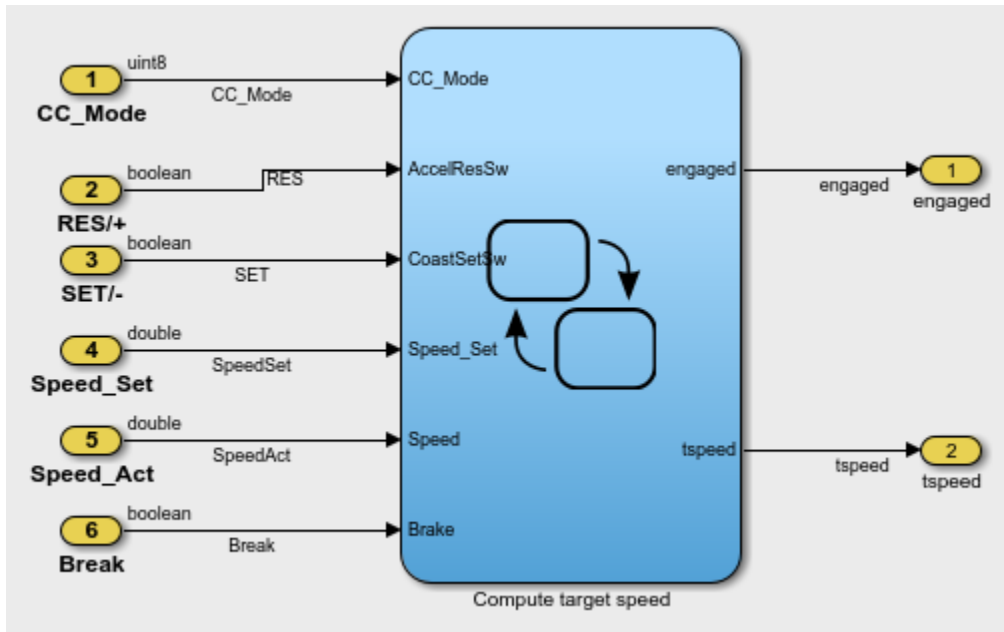 uint8
1
CC_Mode
CC_Mode
CC_Mode
boolean
2
RES
RES/+
AccelResSw
boolean
3
SET
SET/-
CoastSetSw
double
4
SpeedSet
Speed_Set
Speed_Set
double
5
SpeedAct
Speed_Act
Speed
boolean
6
Break
Break
Brake
engaged
engaged
1
engaged
tspeed
tspeed
2
tspeed
Compute target speed